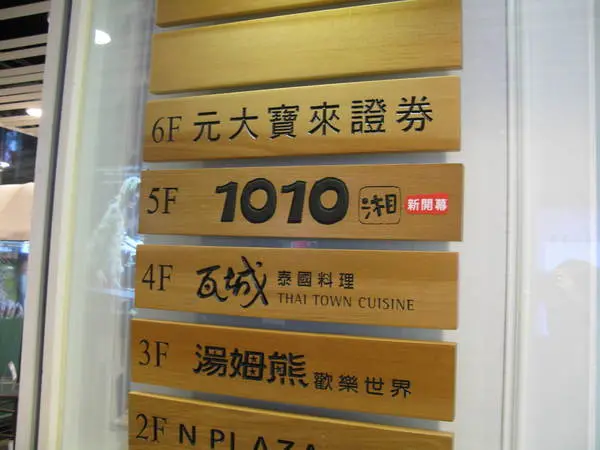 6F 元大寶來證券
5F 1010 湘 新開幕
4F 瓦城 泰國料理
THAI TOWN CUISINE
3F 湯姆熊 歡樂世界
2F N PLAZA